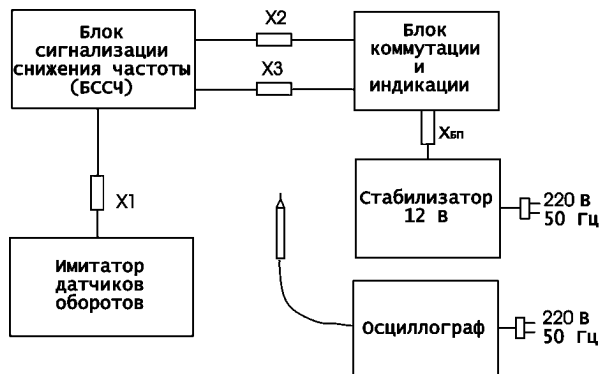 Блок
сигнализации
снижения частоты
(БССЧ)
X2
X3
Блок
коммутации
и
индикации
XБП
X1
Стабилизатор
12 В
220 В
50 Гц
Имитатор
датчиков
оборотов
Осциллограф
220 В
50 Гц